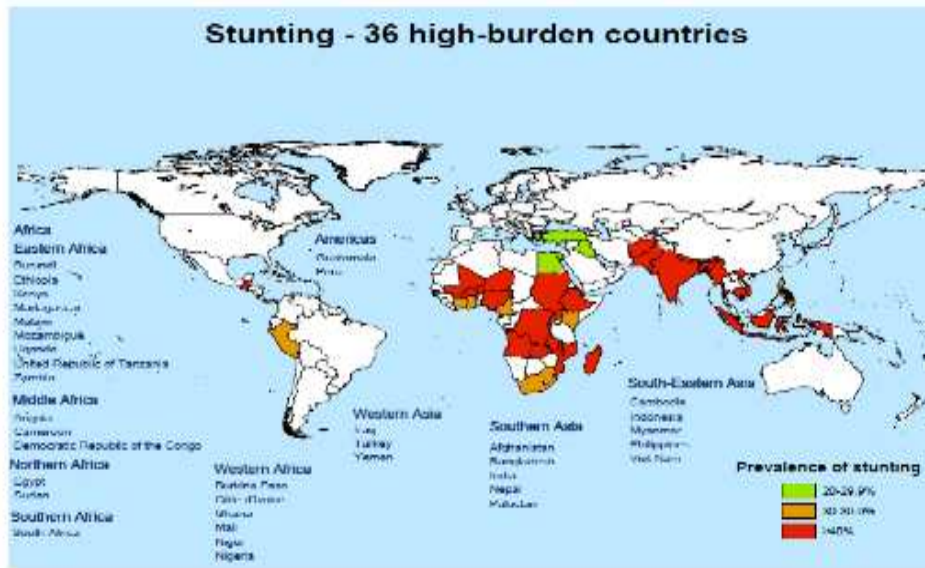 Stunting - 36 high-burden countries
Africa
Eastern Africa
Burundi
Ethiopia
Kenya
Madagascar
Malawi
Mozambique
Uganda
United Republic of Tanzania
Zambia
Middle Africa
Angola
Cameroon
Democratic Republic of the Congo
Northern Africa
Egypt
Sudan
Southern Africa
South Africa
Americas
Guatemala
Peru
Western Africa
Burkina Faso
Côte d'Ivoire
Ghana
Mali
Niger
Nigeria
Western Asia
Iraq
Turkey
Yemen
Southern Asia
Afghanistan
Bangladesh
India
Nepal
Pakistan
South-Eastern Asia
Cambodia
Indonesia
Myanmar
Philippines
Viet Nam
Prevalence of stunting
20-29.9%
30-39.9%
≥40%